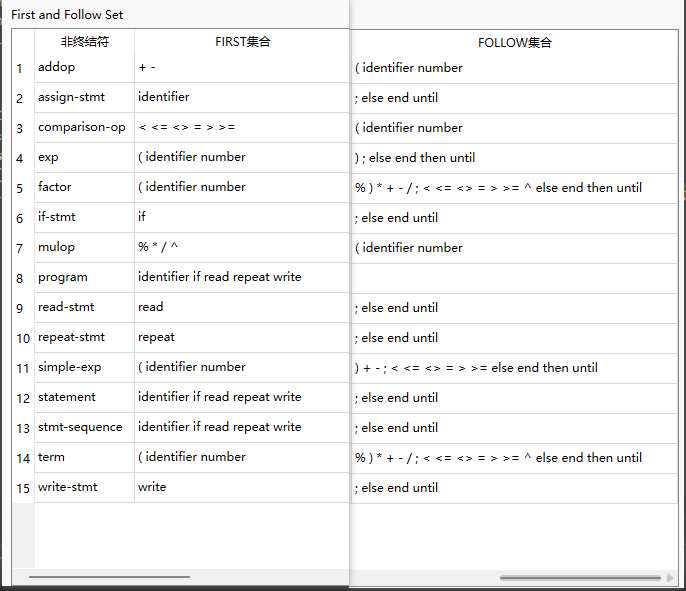 First and Follow Set
非终结符 FIRST集合 FOLLOW集合
1 addop + - ( identifier number
2 assign-stmt identifier ; else end until
3 comparison-op < <= <> = > >= ( identifier number
4 exp ( identifier number ) ; else end then until
5 factor ( identifier number % ) * + - / ; < <= <> = > >= ^ else end then until
6 if-stmt if ; else end until
7 mulop % * / ^ ( identifier number
8 program identifier if read repeat write
9 read-stmt read ; else end until
10 repeat-stmt repeat ; else end until
11 simple-exp ( identifier number ) + - ; < <= <> = > >= else end then until
12 statement identifier if read repeat write ; else end until
13 stmt-sequence identifier if read repeat write ; else end until
14 term ( identifier number % ) * + - / ; < <= <> = > >= ^ else end then until
15 write-stmt write ; else end until